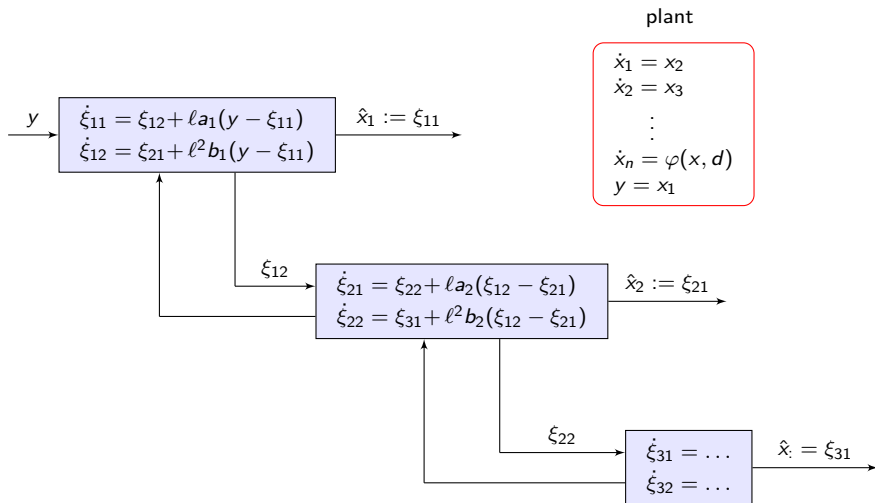 plant
ẋ₁ = x₂
ẋ₂ = x₃
⋮
ẋₙ = φ(x, d)
y = x₁
y
ξ̇₁₁ = ξ₁₂+ ℓa₁(y − ξ₁₁)
ξ̇₁₂ = ξ₂₁+ ℓ²b₁(y − ξ₁₁)
x̂₁ := ξ₁₁
ξ₁₂
ξ̇₂₁ = ξ₂₂+ ℓa₂(ξ₁₂ − ξ₂₁)
ξ̇₂₂ = ξ₃₁+ ℓ²b₂(ξ₁₂ − ξ₂₁)
x̂₂ := ξ₂₁
ξ₂₂
ξ̇₃₁ = …
ξ̇₃₂ = …
x̂: = ξ₃₁